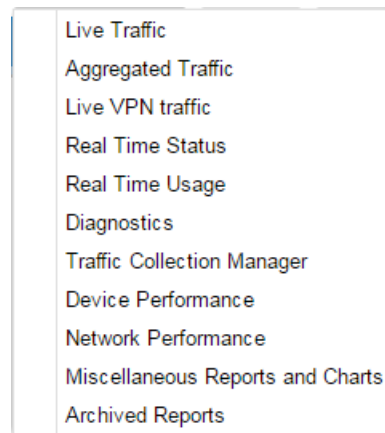 Live Traffic
Aggregated Traffic
Live VPN traffic
Real Time Status
Real Time Usage
Diagnostics
Traffic Collection Manager
Device Performance
Network Performance
Miscellaneous Reports and Charts
Archived Reports